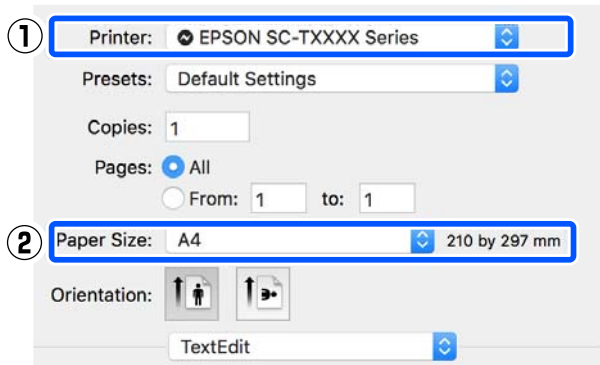 ① Printer: EPSON SC-TXXXX Series
Presets: Default Settings
Copies: 1
Pages: All
From: 1 to: 1
② Paper Size: A4 210 by 297 mm
Orientation:
TextEdit